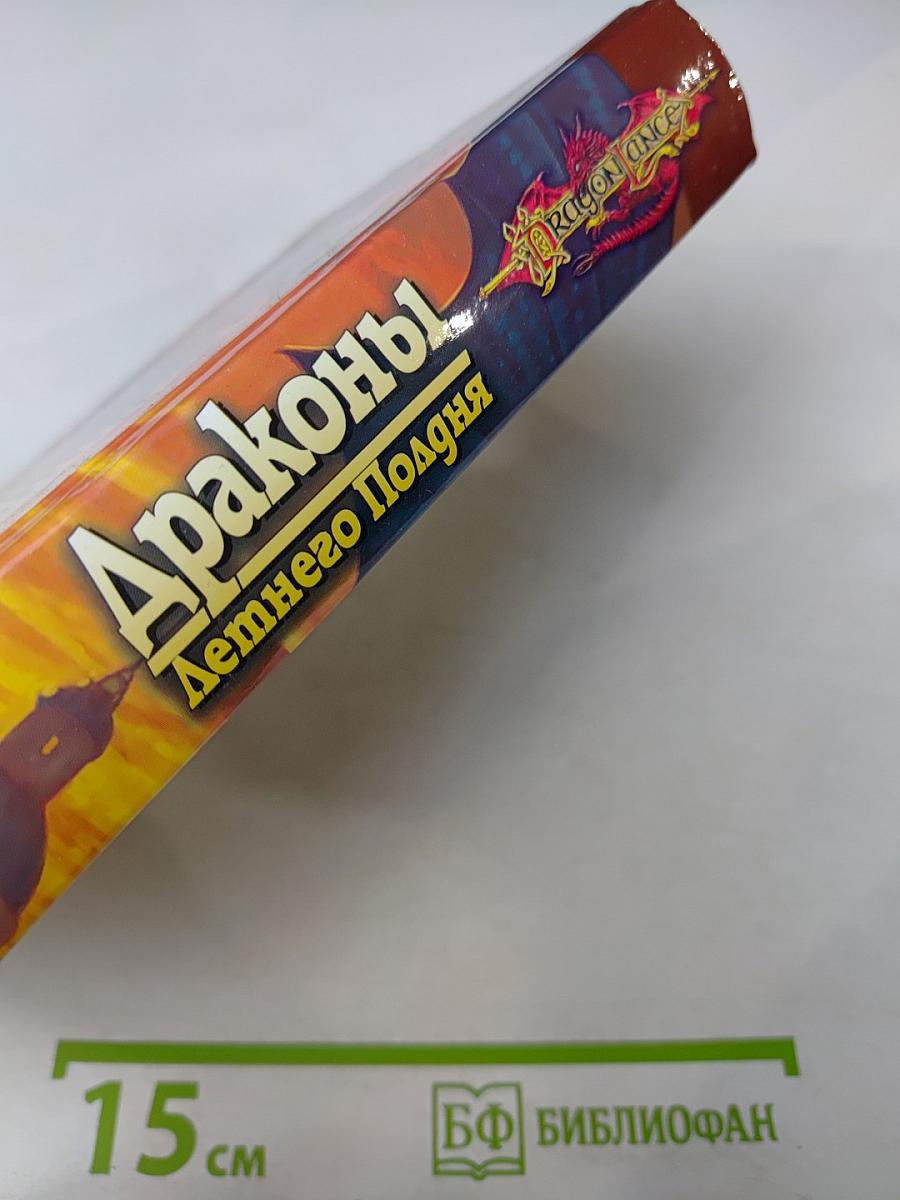 DRAGONLANCE
Драконы
Летнего Полдня
15 см
БФ БИБЛИОФАН